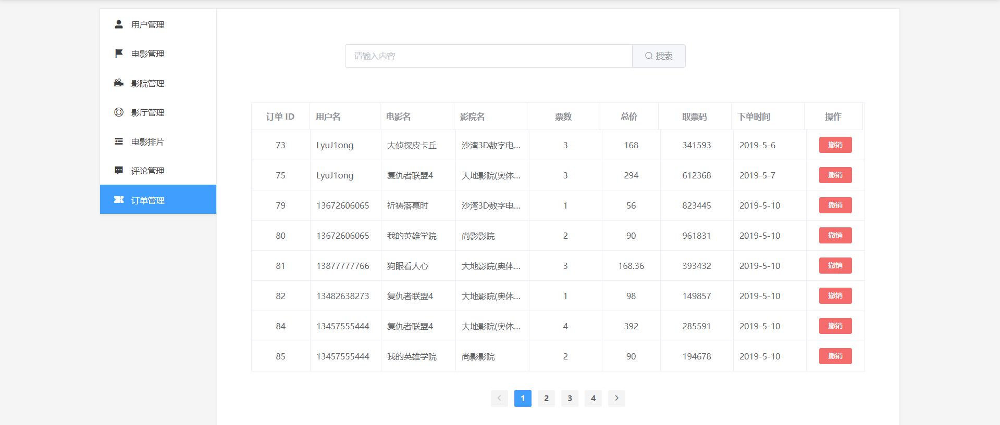 用户管理
电影管理
影院管理
影厅管理
电影排片
评论管理
订单管理
请输入内容 搜索
订单 ID 用户名 电影名 影院名 票数 总价 取票码 下单时间 操作
73 LyuJ1ong 大侦探皮卡丘 沙湾3D数字电... 3 168 341593 2019-5-6 撤销
75 LyuJ1ong 复仇者联盟4 大地影院(奥体... 3 294 612368 2019-5-7 撤销
79 13672606065 祈祷落幕时 沙湾3D数字电... 1 56 823445 2019-5-10 撤销
80 13672606065 我的英雄学院 尚影影院 2 90 961831 2019-5-10 撤销
81 13877777766 狗眼看人心 大地影院(奥体... 3 168.36 393432 2019-5-10 撤销
82 13482638273 复仇者联盟4 大地影院(奥体... 1 98 149857 2019-5-10 撤销
84 13457555444 复仇者联盟4 大地影院(奥体... 4 392 285591 2019-5-10 撤销
85 13457555444 我的英雄学院 尚影影院 2 90 194678 2019-5-10 撤销
1 2 3 4